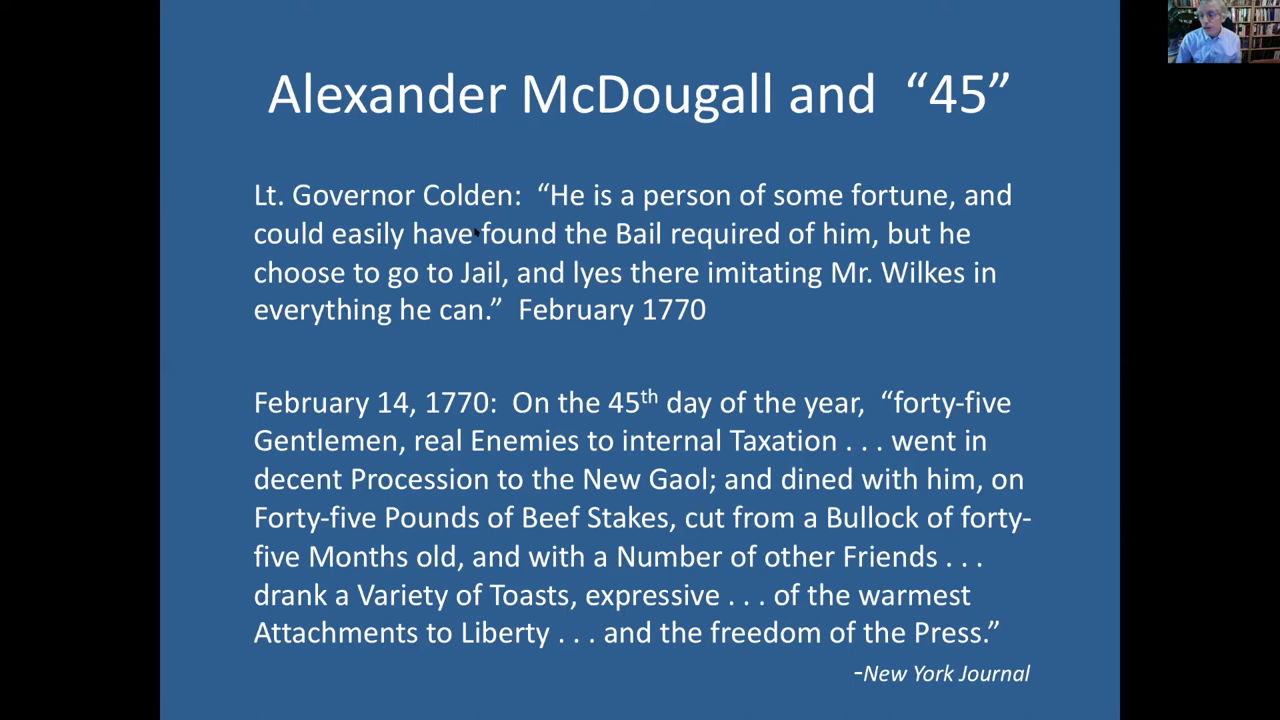 Alexander McDougall and “45”
Lt. Governor Colden: “He is a person of some fortune, and
could easily have found the Bail required of him, but he
choose to go to Jail, and lyes there imitating Mr. Wilkes in
everything he can.” February 1770
February 14, 1770: On the 45th day of the year, “forty-five
Gentlemen, real Enemies to internal Taxation . . . went in
decent Procession to the New Gaol; and dined with him, on
Forty-five Pounds of Beef Stakes, cut from a Bullock of forty-
five Months old, and with a Number of other Friends . . .
drank a Variety of Toasts, expressive . . . of the warmest
Attachments to Liberty . . . and the freedom of the Press.”
-New York Journal